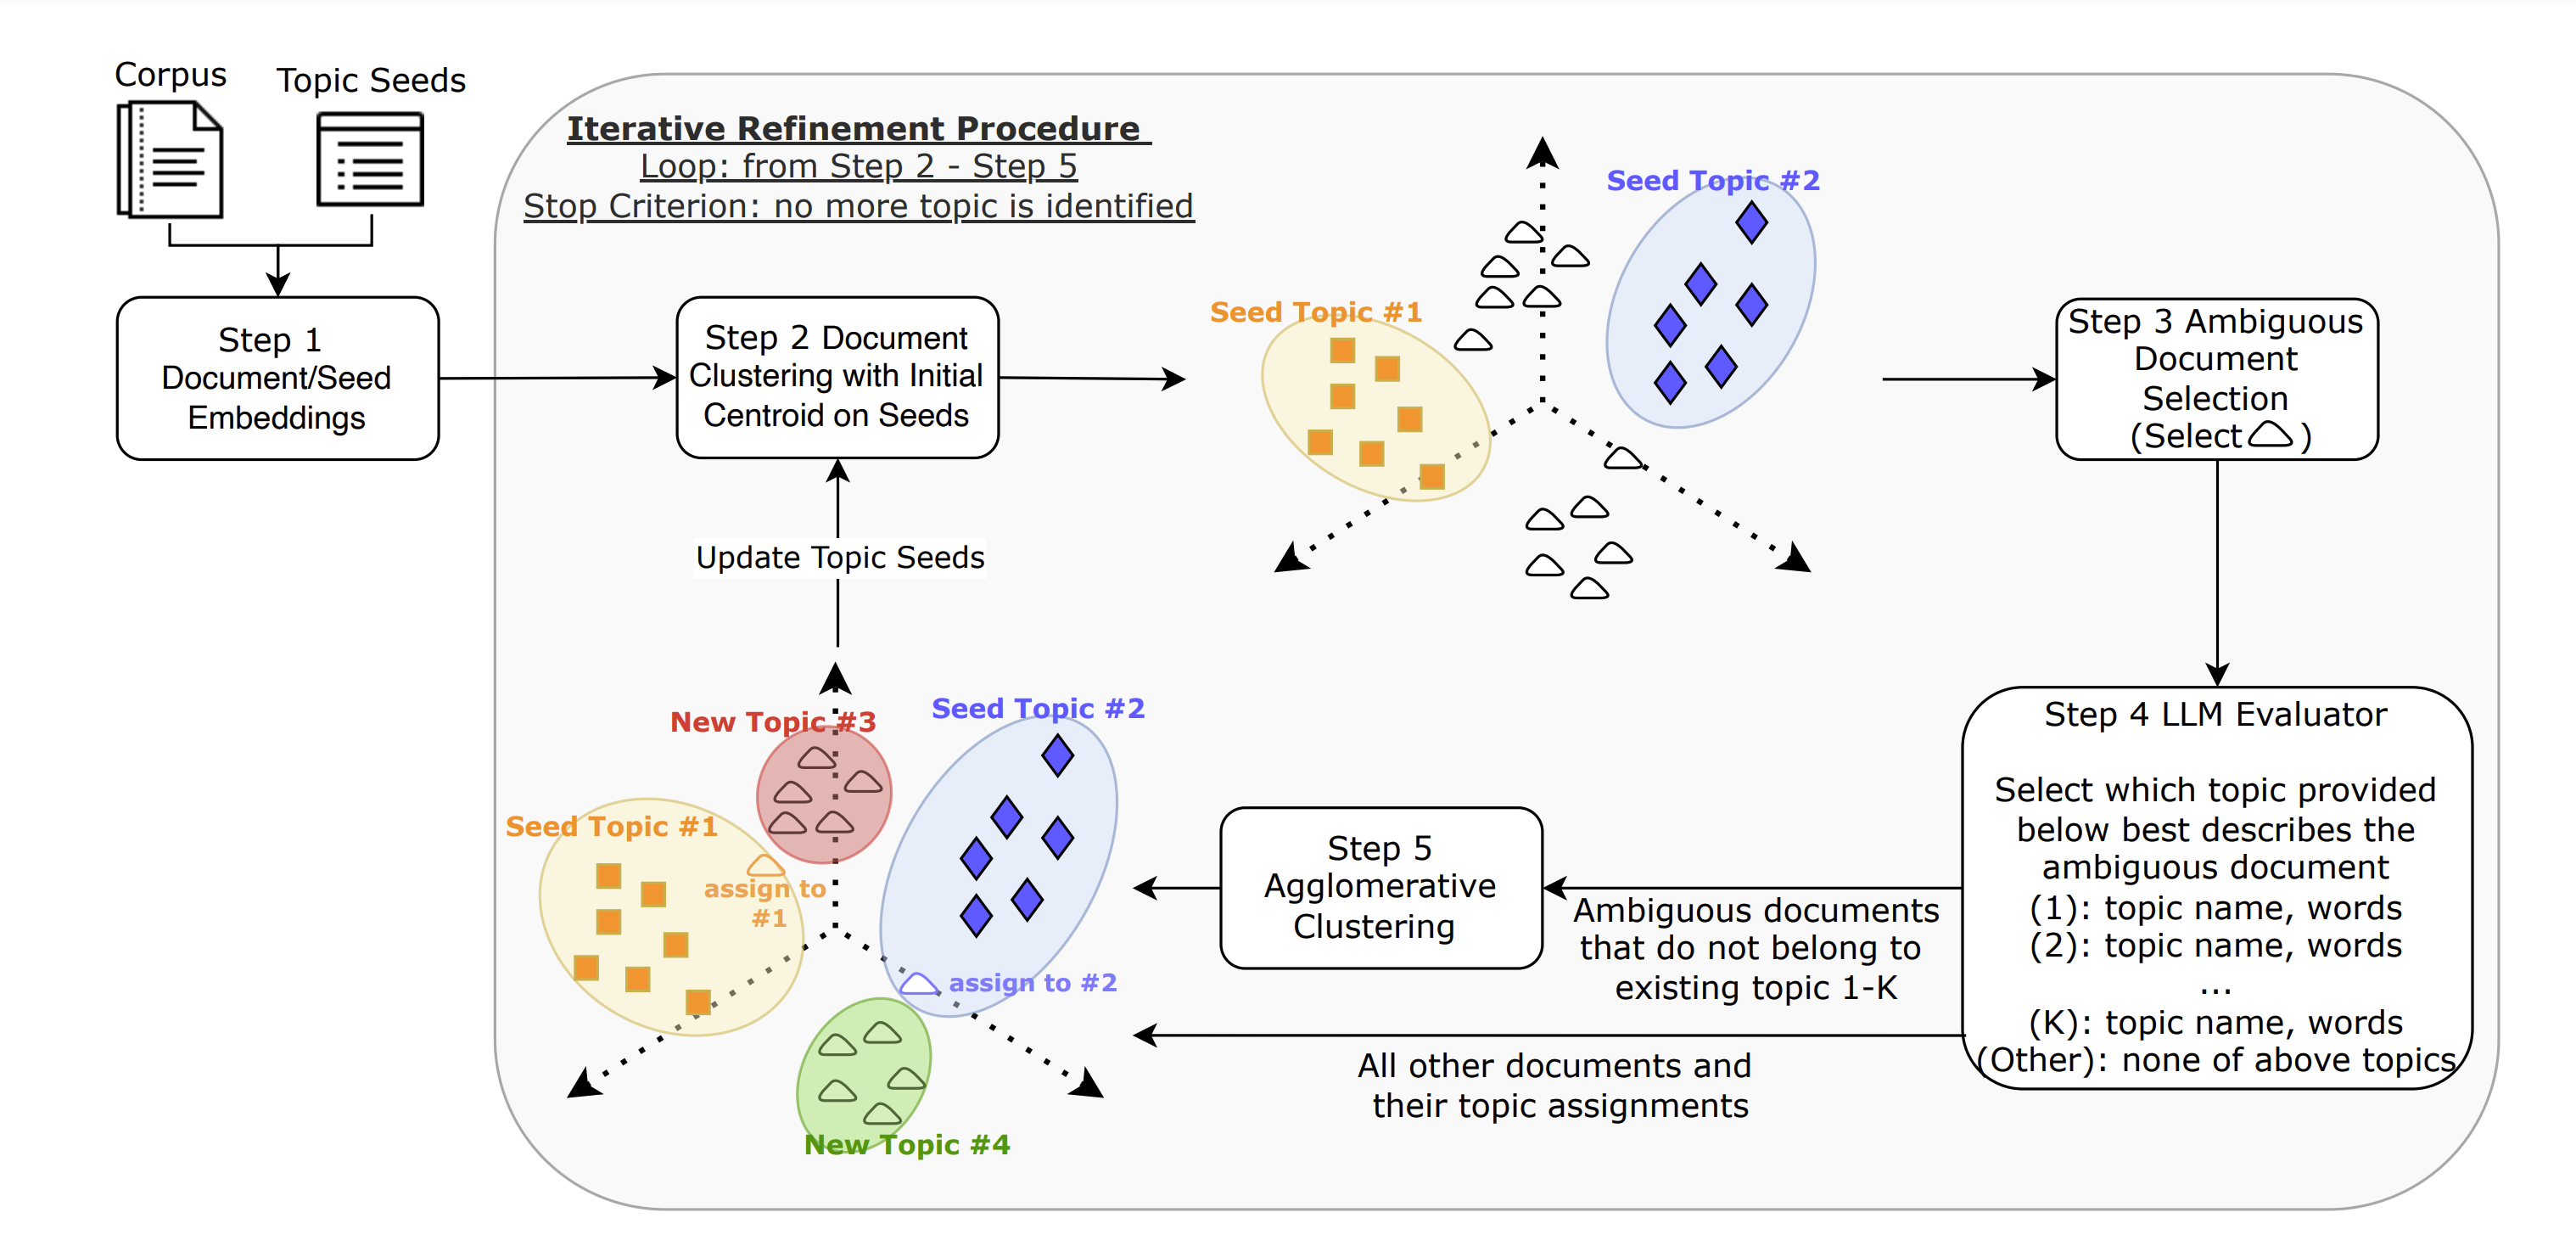 Corpus
Topic Seeds
Iterative Refinement Procedure
Loop: from Step 2 - Step 5
Stop Criterion: no more topic is identified
Step 1
Document/Seed
Embeddings
Step 2 Document
Clustering with Initial
Centroid on Seeds
Seed Topic #1
Seed Topic #2
Step 3 Ambiguous
Document
Selection
(Select )
Update Topic Seeds
Step 4 LLM Evaluator
Select which topic provided
below best describes the
ambiguous document
(1): topic name, words
(2): topic name, words
...
(K): topic name, words
(Other): none of above topics
Ambiguous documents
that do not belong to
existing topic 1-K
All other documents and
their topic assignments
Step 5
Agglomerative
Clustering
New Topic #3
Seed Topic #2
Seed Topic #1
assign to
#1
assign to #2
New Topic #4